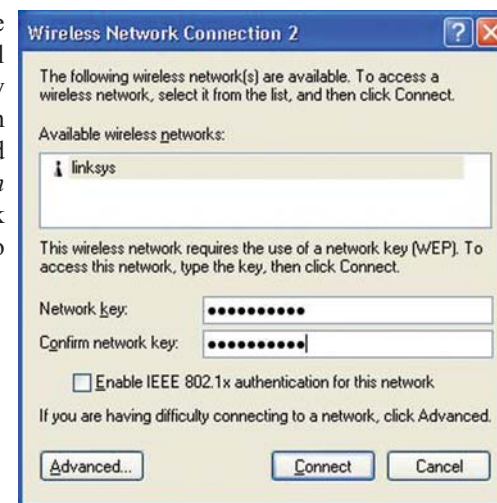 Wireless Network Connection 2
The following wireless network(s) are available. To access a
wireless network, select it from the list, and then click Connect.
Available wireless networks:
linksys
This wireless network requires the use of a network key (WEP). To
access this network, type the key, then click Connect.
Network key: ●●●●●●●●●●
Confirm network key: ●●●●●●●●●●
Enable IEEE 802.1x authentication for this network
If you are having difficulty connecting to a network, click Advanced.
Advanced... Connect Cancel